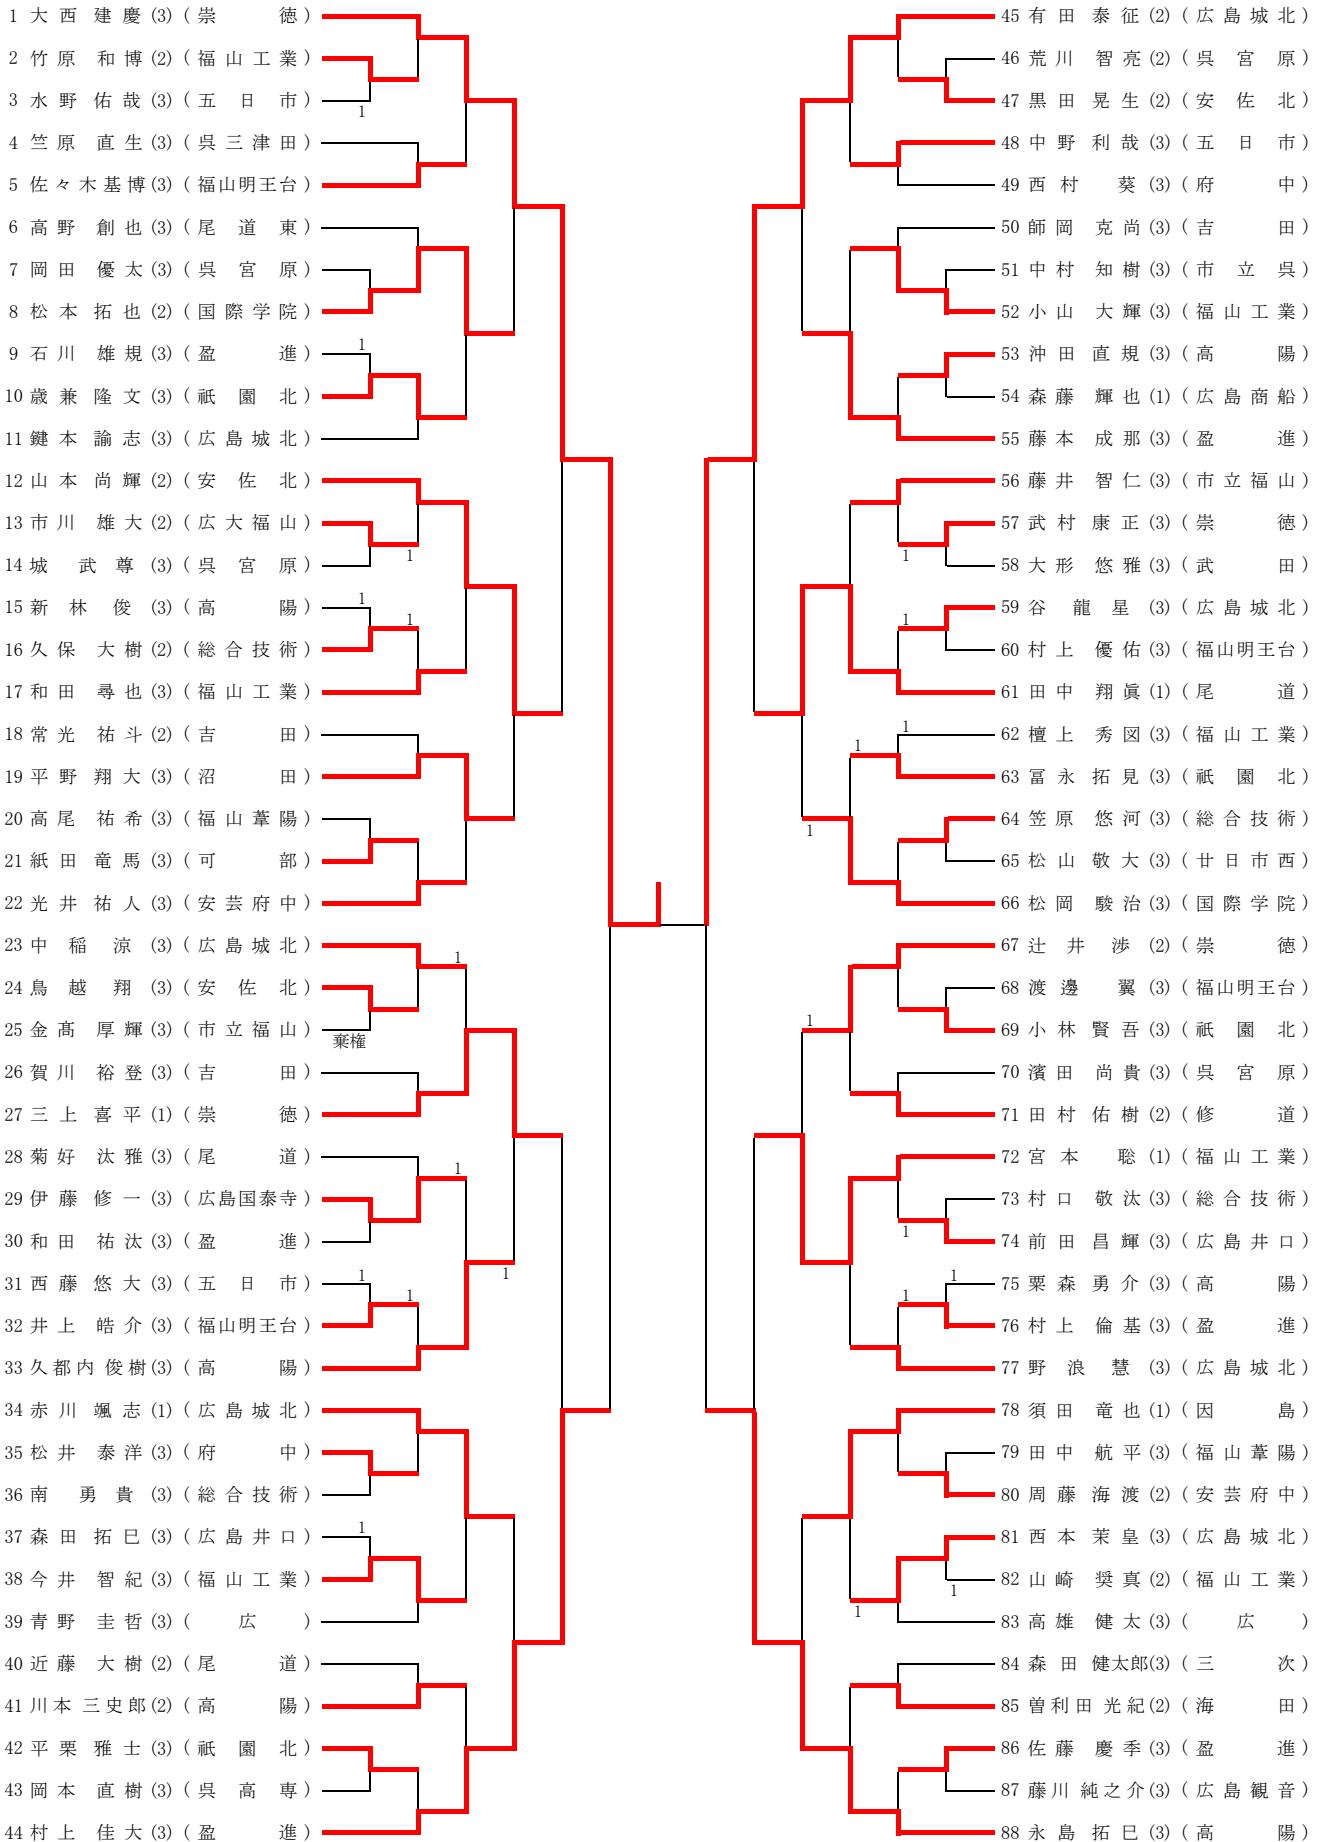 1 大西建慶(3)(崇徳)
2 竹原和博(2)(福山工業)
3 水野佑哉(3)(五日市)
1
4 竺原直生(3)(呉三津田)
5 佐々木基博(3)(福山明王台)
6 高野創也(3)(尾道東)
7 岡田優太(3)(呉宮原)
8 松本拓也(2)(国際学院)
9 石川雄規(3)(盈進)
1
10 歳兼隆文(3)(祇園北)
11 鍵本諭志(3)(広島城北)
12 山本尚輝(2)(安佐北)
13 市川雄大(2)(広大福山)
1
14 城武尊(3)(呉宮原)
15 新林俊(3)(高陽)
1
1
16 久保大樹(2)(総合技術)
17 和田尋也(3)(福山工業)
18 常光祐斗(2)(吉田)
19 平野翔大(3)(沼田)
20 高尾祐希(3)(福山葦陽)
21 紙田竜馬(3)(可部)
22 光井祐人(3)(安芸府中)
23 中稲涼(3)(広島城北)
1
24 鳥越翔(3)(安佐北)
25 金髙厚輝(3)(市立福山)
棄権
26 賀川裕登(3)(吉田)
27 三上喜平(1)(崇徳)
28 菊好汰雅(3)(尾道)
1
29 伊藤修一(3)(広島国泰寺)
30 和田祐汰(3)(盈進)
1
31 西藤悠大(3)(五日市)
1
1
32 井上皓介(3)(福山明王台)
33 久都内俊樹(3)(高陽)
34 赤川颯志(1)(広島城北)
35 松井泰洋(3)(府中)
36 南勇貴(3)(総合技術)
37 森田拓巳(3)(広島井口)
1
38 今井智紀(3)(福山工業)
39 青野圭哲(3)(広)
40 近藤大樹(2)(尾道)
41 川本三史郎(2)(高陽)
42 平栗雅士(3)(祇園北)
43 岡本直樹(3)(呉高専)
44 村上佳大(3)(盈進)
45 有田泰征(2)(広島城北)
46 荒川智亮(2)(呉宮原)
47 黒田晃生(2)(安佐北)
48 中野利哉(3)(五日市)
49 西村葵(3)(府中)
50 師岡克尚(3)(吉田)
51 中村知樹(3)(市立呉)
52 小山大輝(3)(福山工業)
53 沖田直規(3)(高陽)
54 森藤輝也(1)(広島商船)
55 藤本成那(3)(盈進)
56 藤井智仁(3)(市立福山)
57 武村康正(3)(崇徳)
1
58 大形悠雅(3)(武田)
59 谷龍星(3)(広島城北)
1
60 村上優佑(3)(福山明王台)
61 田中翔眞(1)(尾道)
62 檀上秀図(3)(福山工業)
1
1
63 冨永拓見(3)(祇園北)
64 笠原悠河(3)(総合技術)
1
65 松山敬大(3)(廿日市西)
66 松岡駿治(3)(国際学院)
67 辻井渉(2)(崇徳)
68 渡邊翼(3)(福山明王台)
69 小林賢吾(3)(祇園北)
1
70 濱田尚貴(3)(呉宮原)
71 田村佑樹(2)(修道)
72 宮本聡(1)(福山工業)
73 村口敬汰(3)(総合技術)
1
74 前田昌輝(3)(広島井口)
75 栗森勇介(3)(高陽)
1
1
76 村上倫基(3)(盈進)
77 野浪慧(3)(広島城北)
78 須田竜也(1)(因島)
79 田中航平(3)(福山葦陽)
80 周藤海渡(2)(安芸府中)
81 西本茉皇(3)(広島城北)
82 山崎奨真(2)(福山工業)
1
1
83 高雄健太(3)(広)
84 森田健太郎(3)(三次)
85 曽利田光紀(2)(海田)
86 佐藤慶季(3)(盈進)
87 藤川純之介(3)(広島観音)
88 永島拓巳(3)(高陽)